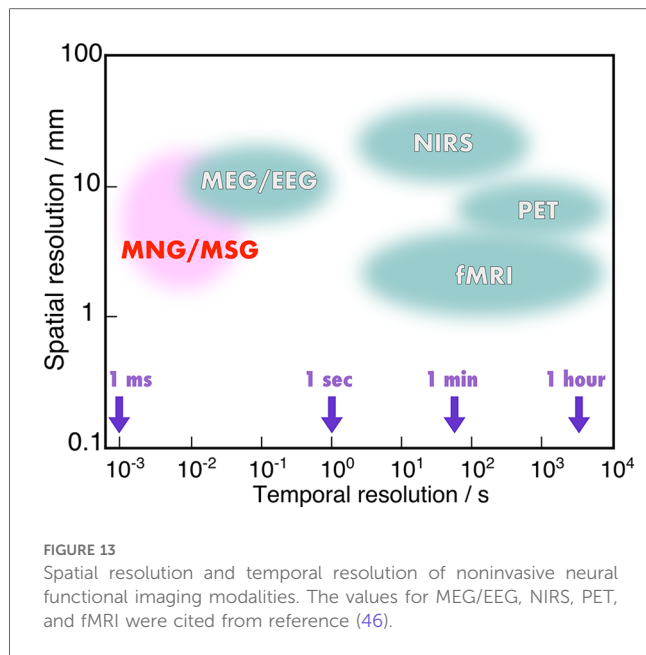 100
10
1
0.1
Spatial resolution / mm
NIRS
MEG/EEG
PET
MNG/MSG
fMRI
1 ms
1 sec
1 min
1 hour
10-3
10-2
10-1
100
101
102
103
104
Temporal resolution / s
FIGURE 13
Spatial resolution and temporal resolution of noninvasive neural
functional imaging modalities. The values for MEG/EEG, NIRS, PET,
and fMRI were cited from reference (46).